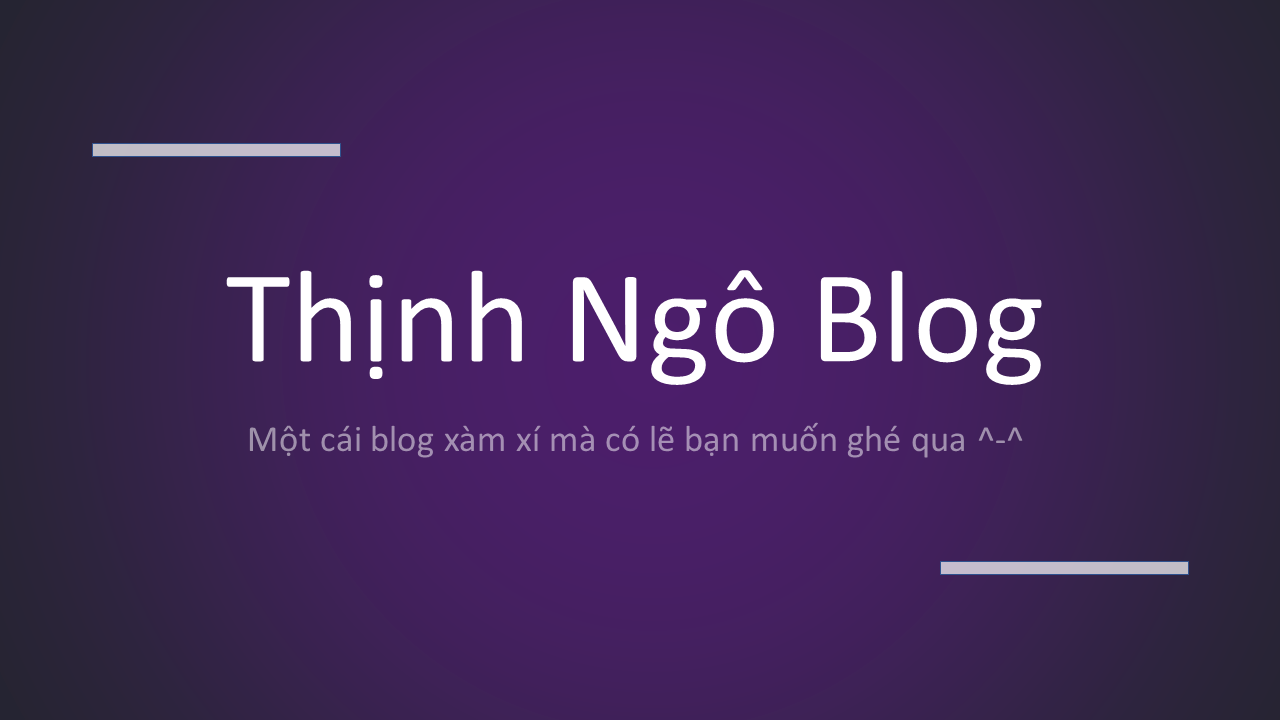 Thịnh Ngô Blog
Một cái blog xàm xí mà có lẽ bạn muốn ghé qua ^-^